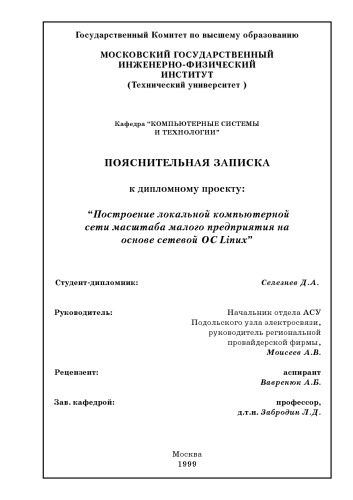 Государственный Комитет по высшему образованию
МОСКОВСКИЙ ГОСУДАРСТВЕННЫЙ
ИНЖЕНЕРНО-ФИЗИЧЕСКИЙ
ИНСТИТУТ
(Технический университет )
Кафедра “КОМПЬЮТЕРНЫЕ СИСТЕМЫ
И ТЕХНОЛОГИИ”
ПОЯСНИТЕЛЬНАЯ ЗАПИСКА
к дипломному проекту:
“Построение локальной компьютерной
сети масштаба малого предприятия на
основе сетевой ОС Linux”
Студент-дипломник: Селезнев Д.А.
Руководитель: Начальник отдела АСУ
Подольского узла электросвязи,
руководитель региональной
провайдерской фирмы,
Моисеев А.В.
Рецензент: аспирант
Вавренюк А.Б.
Зав. кафедрой: профессор,
д.т.н. Забродин Л.Д.
Москва
1999